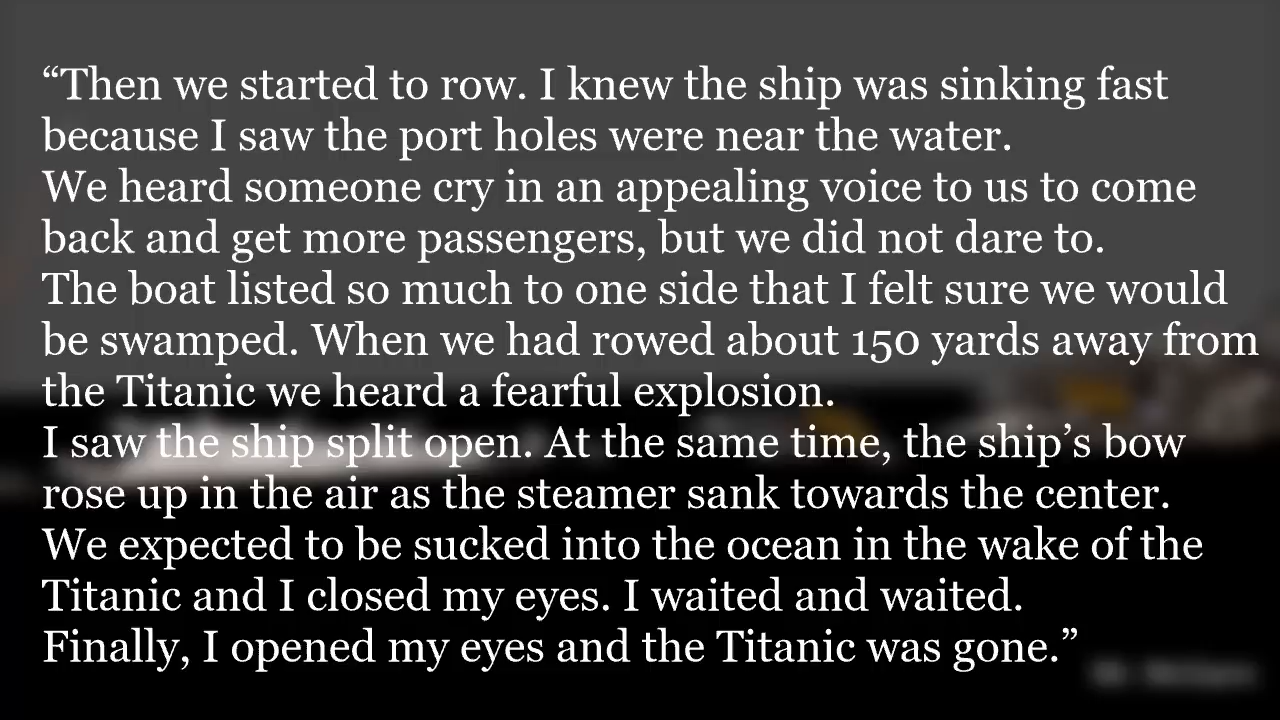 “Then we started to row. I knew the ship was sinking fast
because I saw the port holes were near the water.
We heard someone cry in an appealing voice to us to come
back and get more passengers, but we did not dare to.
The boat listed so much to one side that I felt sure we would
be swamped. When we had rowed about 150 yards away from
the Titanic we heard a fearful explosion.
I saw the ship split open. At the same time, the ship’s bow
rose up in the air as the steamer sank towards the center.
We expected to be sucked into the ocean in the wake of the
Titanic and I closed my eyes. I waited and waited.
Finally, I opened my eyes and the Titanic was gone.”